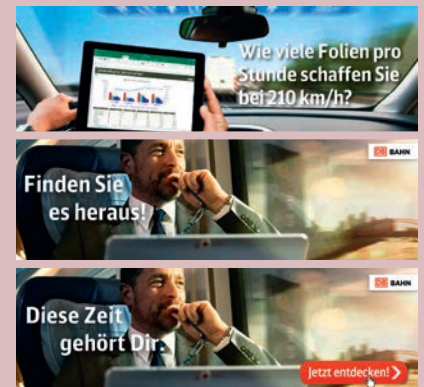 Wie viele Folien pro
Stunde schaffen Sie
bei 210 km/h?
DB BAHN
Finden Sie
es heraus!
DB BAHN
Diese Zeit
gehört Dir.
Jetzt entdecken!